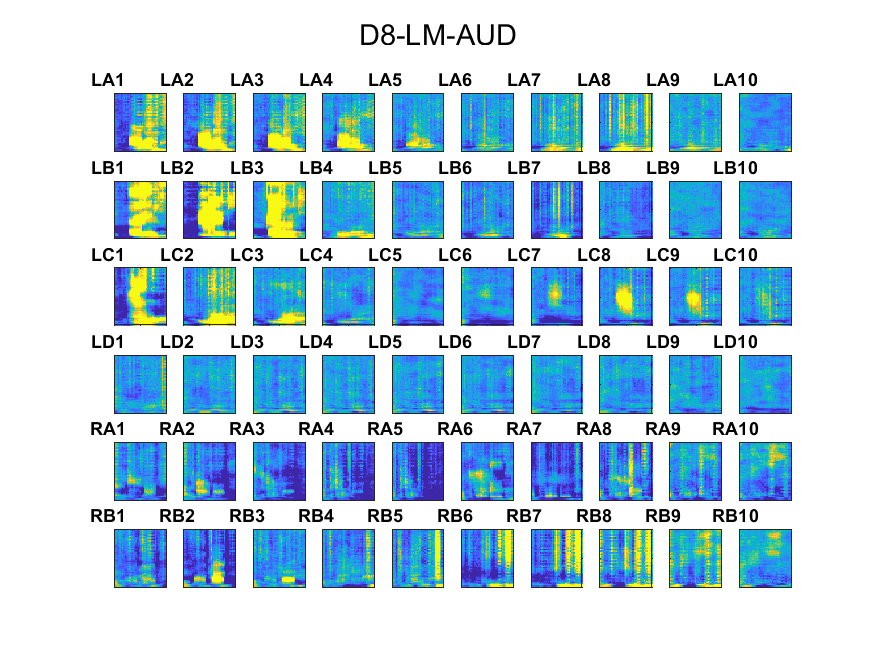 D8-LM-AUD
LA1 LA2 LA3 LA4 LA5 LA6 LA7 LA8 LA9 LA10
LB1 LB2 LB3 LB4 LB5 LB6 LB7 LB8 LB9 LB10
LC1 LC2 LC3 LC4 LC5 LC6 LC7 LC8 LC9 LC10
LD1 LD2 LD3 LD4 LD5 LD6 LD7 LD8 LD9 LD10
RA1 RA2 RA3 RA4 RA5 RA6 RA7 RA8 RA9 RA10
RB1 RB2 RB3 RB4 RB5 RB6 RB7 RB8 RB9 RB10